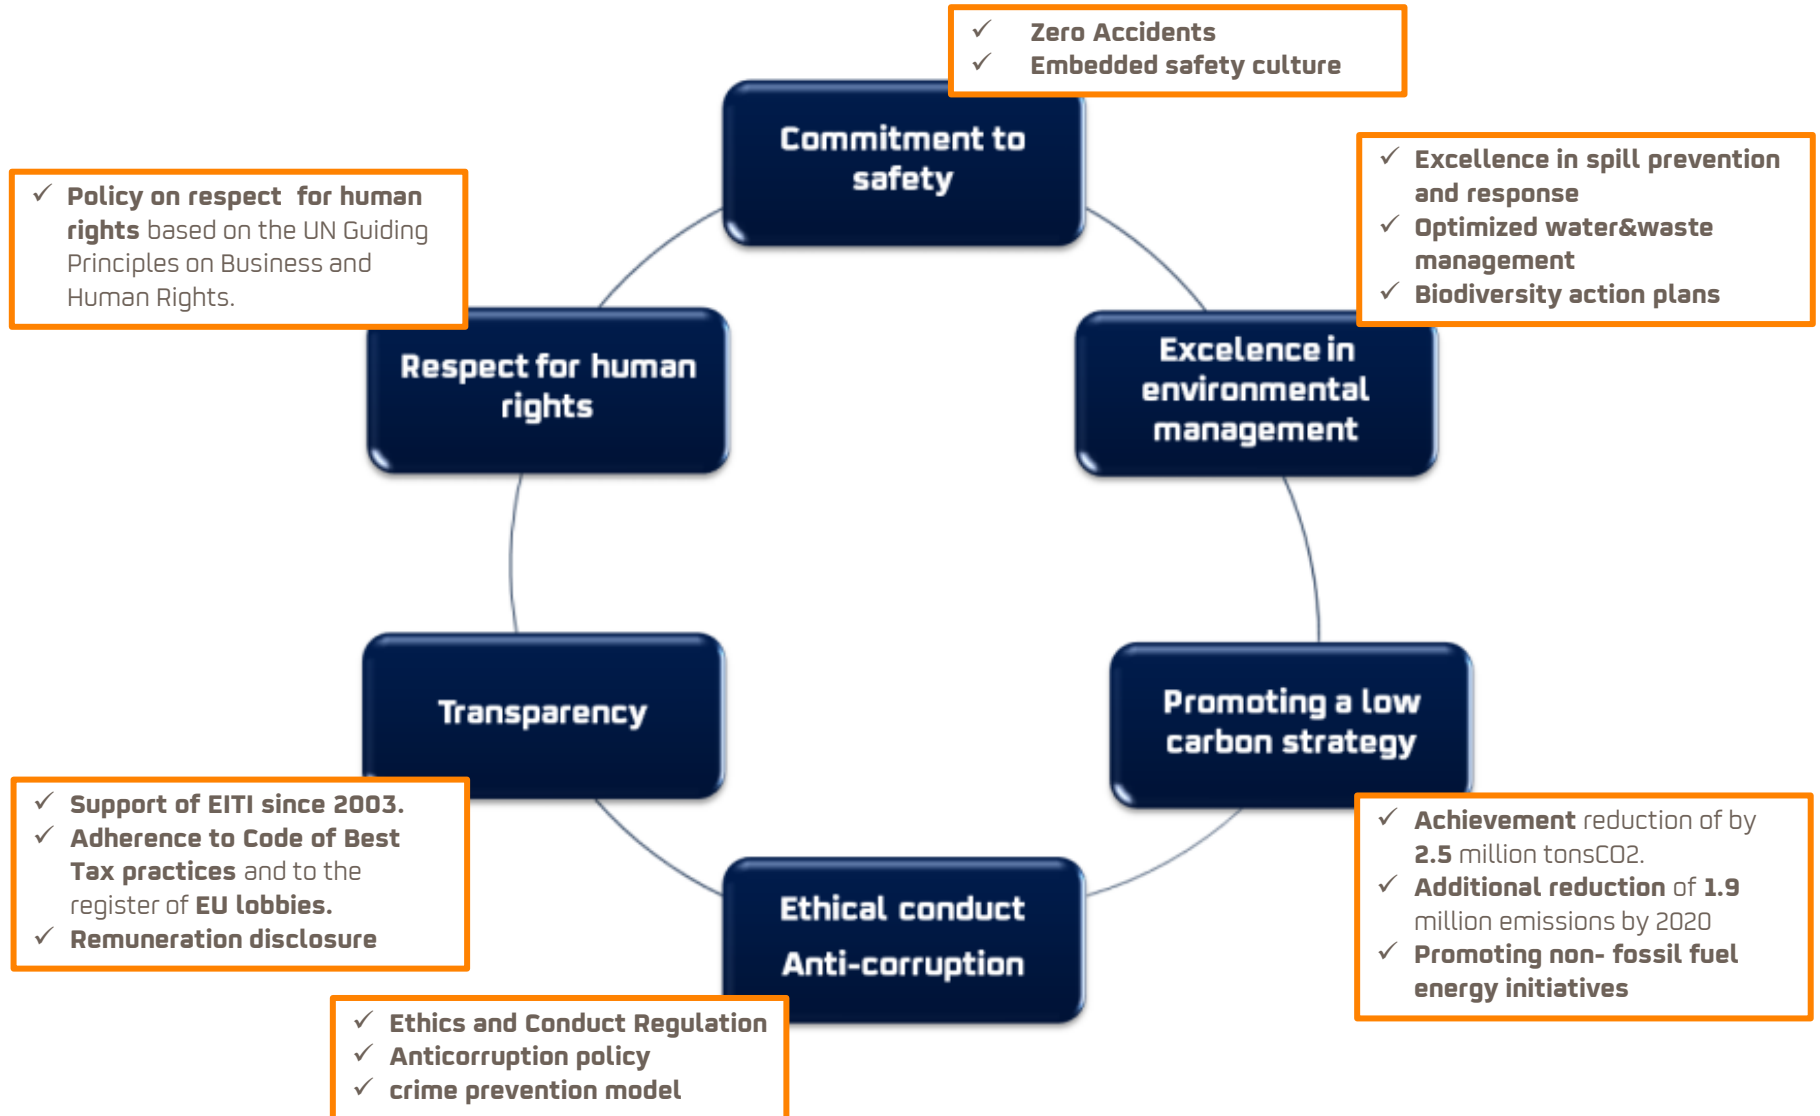 ✓ Zero Accidents
✓ Embedded safety culture
Commitment to
safety
✓ Excellence in spill prevention
and response
✓ Optimized water&waste
management
✓ Biodiversity action plans
Excelence in
environmental
management
Promoting a low
carbon strategy
✓ Achievement reduction of by
2.5 million tonsCO2.
✓ Additional reduction of 1.9
million emissions by 2020
✓ Promoting non- fossil fuel
energy initiatives
Ethical conduct
Anti-corruption
✓ Ethics and Conduct Regulation
✓ Anticorruption policy
✓ crime prevention model
Transparency
✓ Support of EITI since 2003.
✓ Adherence to Code of Best
Tax practices and to the
register of EU lobbies.
✓ Remuneration disclosure
✓ Policy on respect for human
rights based on the UN Guiding
Principles on Business and
Human Rights.
Respect for human
rights